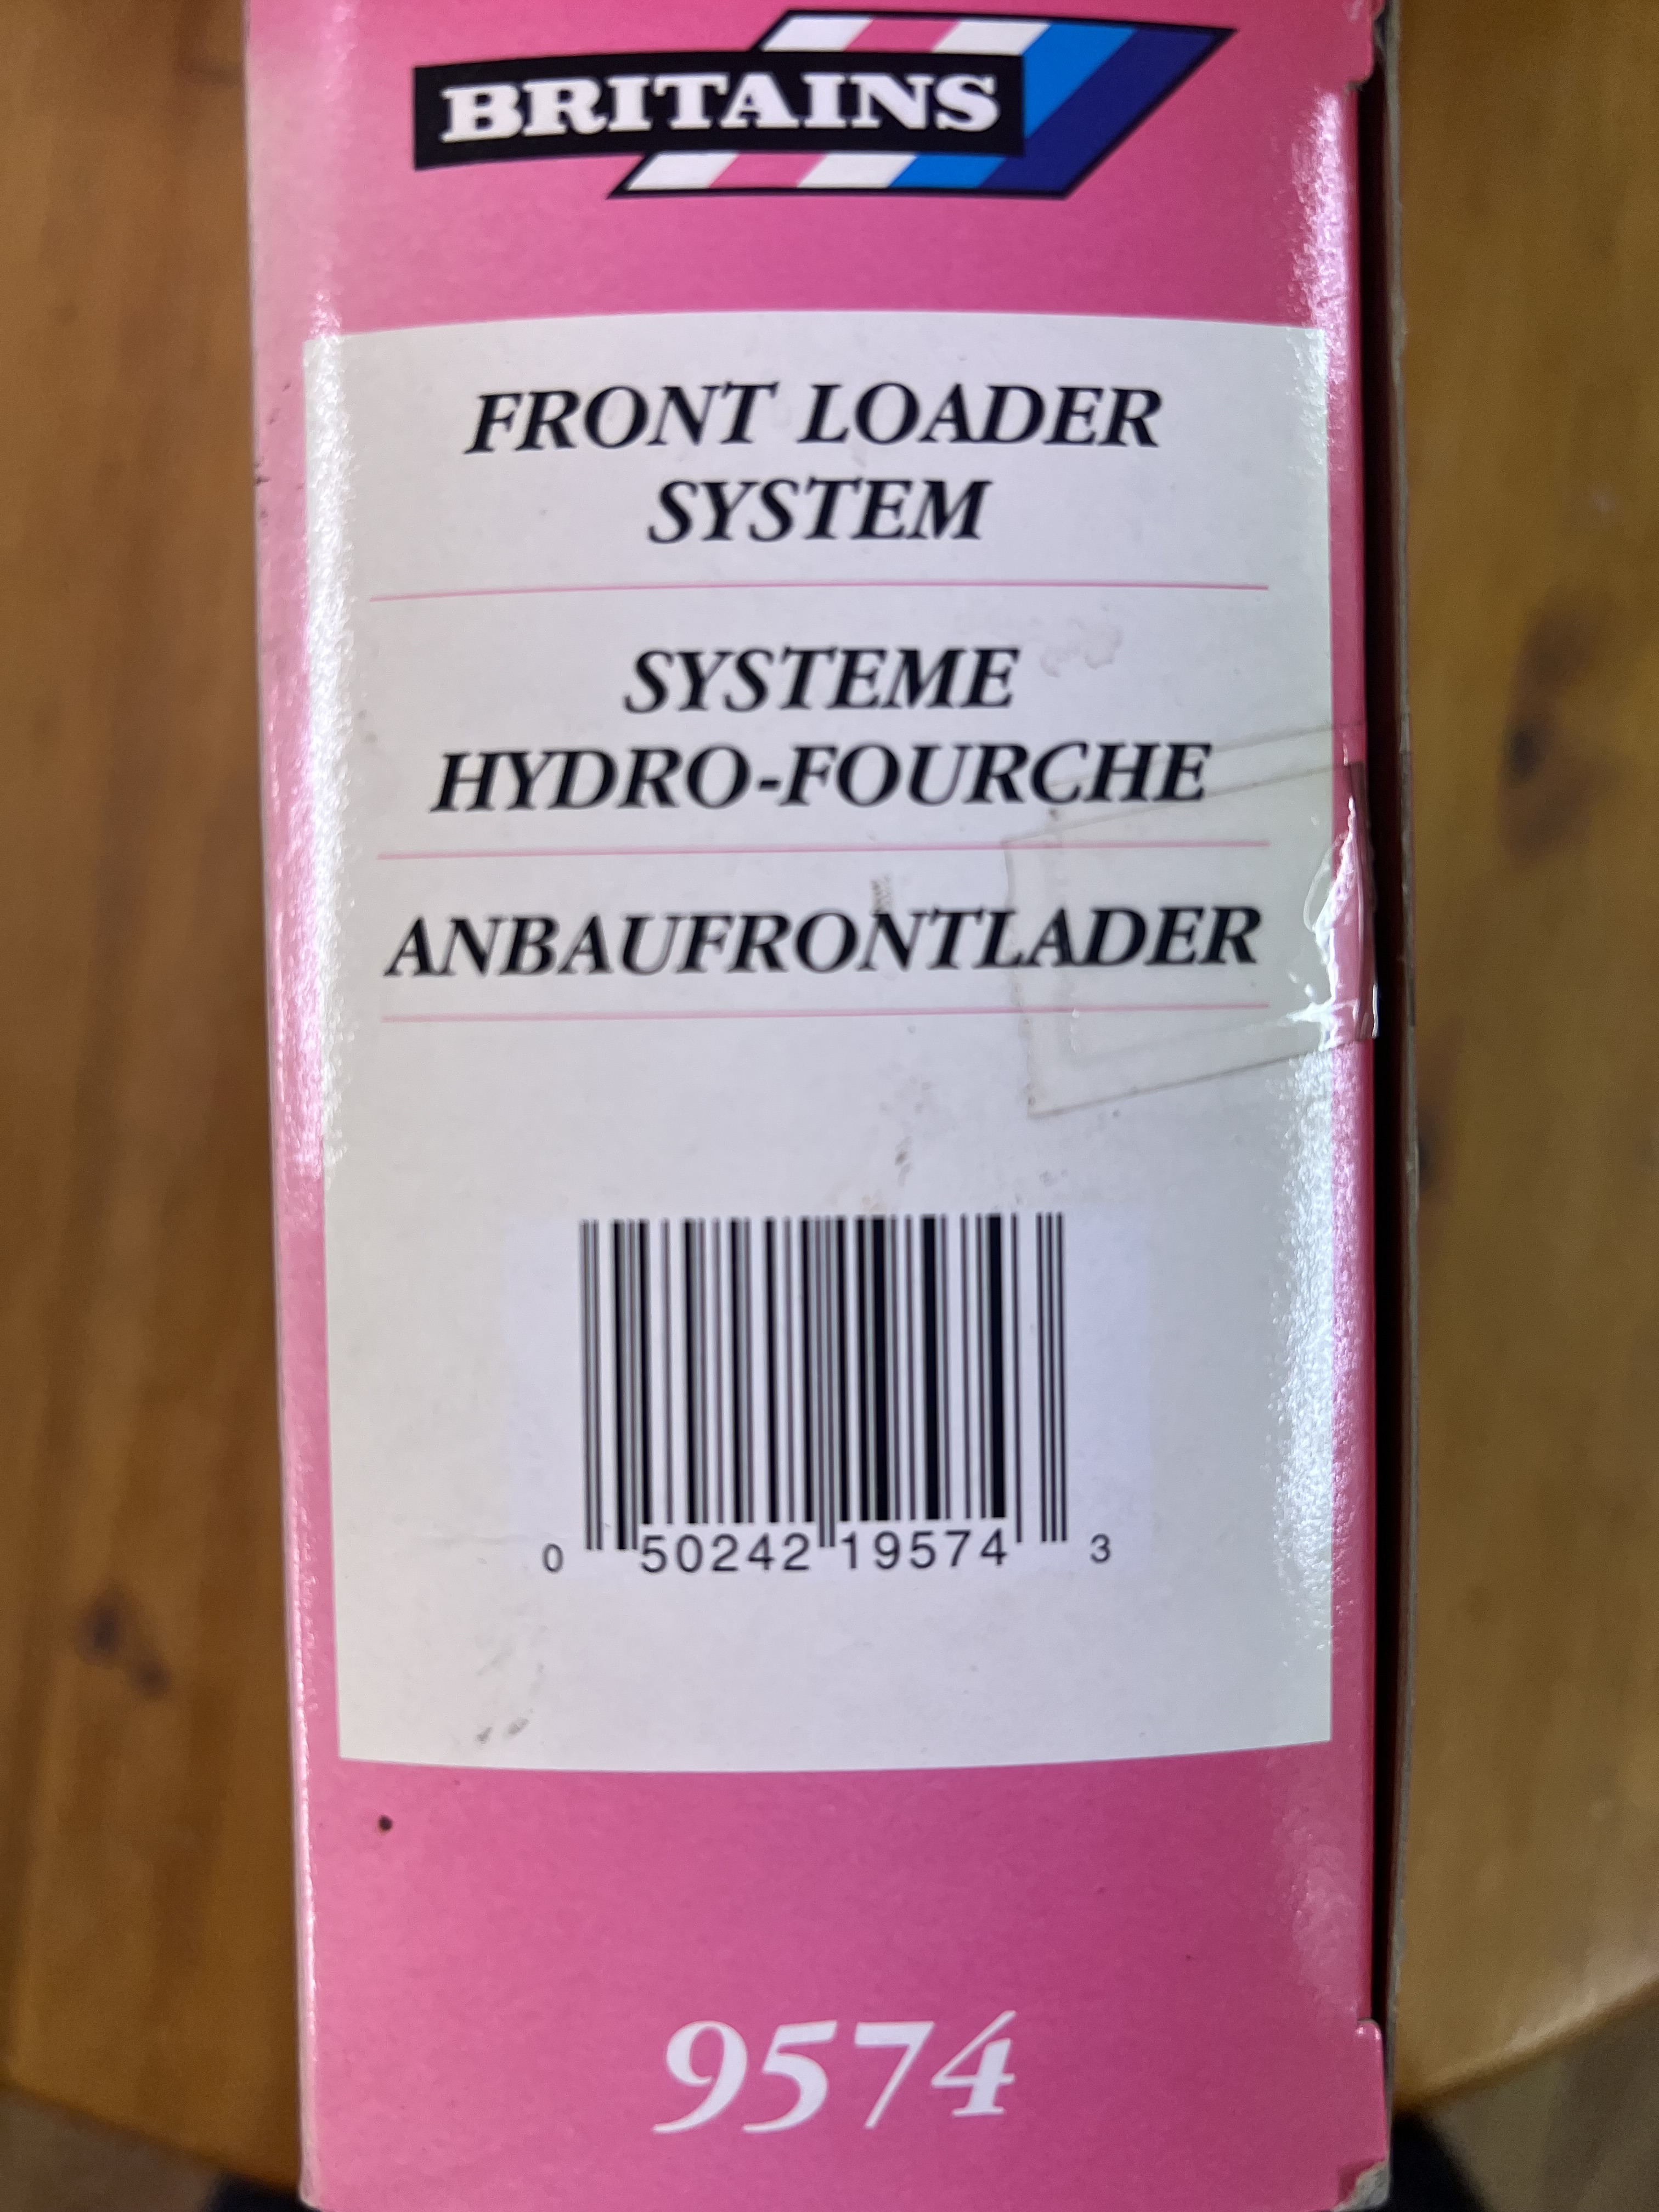 BRITAINS
FRONT LOADER
SYSTEM
SYSTEME
HYDRO-FOURCHE
ANBAUFRONTLADER
0 50242 19574 3
9574